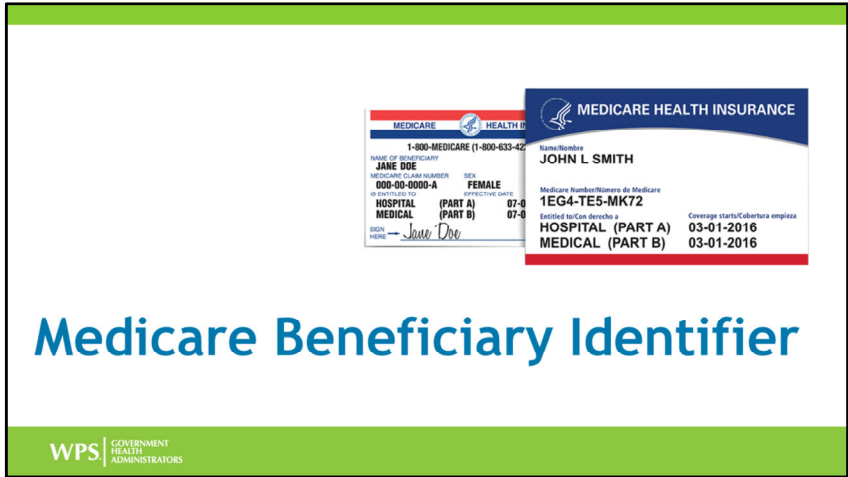 MEDICARE HEALTH
1-800-MEDICARE (1-800-633-42
NAME OF BENEFICIARY
JANE DOE
MEDICARE CLAIM NUMBER SEX
000-00-0000-A FEMALE
IS ENTITLED TO EFFECTIVE DATE
HOSPITAL (PART A) 07-0
MEDICAL (PART B) 07-0
SIGN
HERE Jane Doe
MEDICARE HEALTH INSURANCE
Name/Nombre
JOHN L SMITH
Medicare Number/Número de Medicare
1EG4-TE5-MK72
Entitled to/Con derecho a Coverage starts/Cobertura empieza
HOSPITAL (PART A) 03-01-2016
MEDICAL (PART B) 03-01-2016
Medicare Beneficiary Identifier
WPS. GOVERNMENT
HEALTH
ADMINISTRATORS